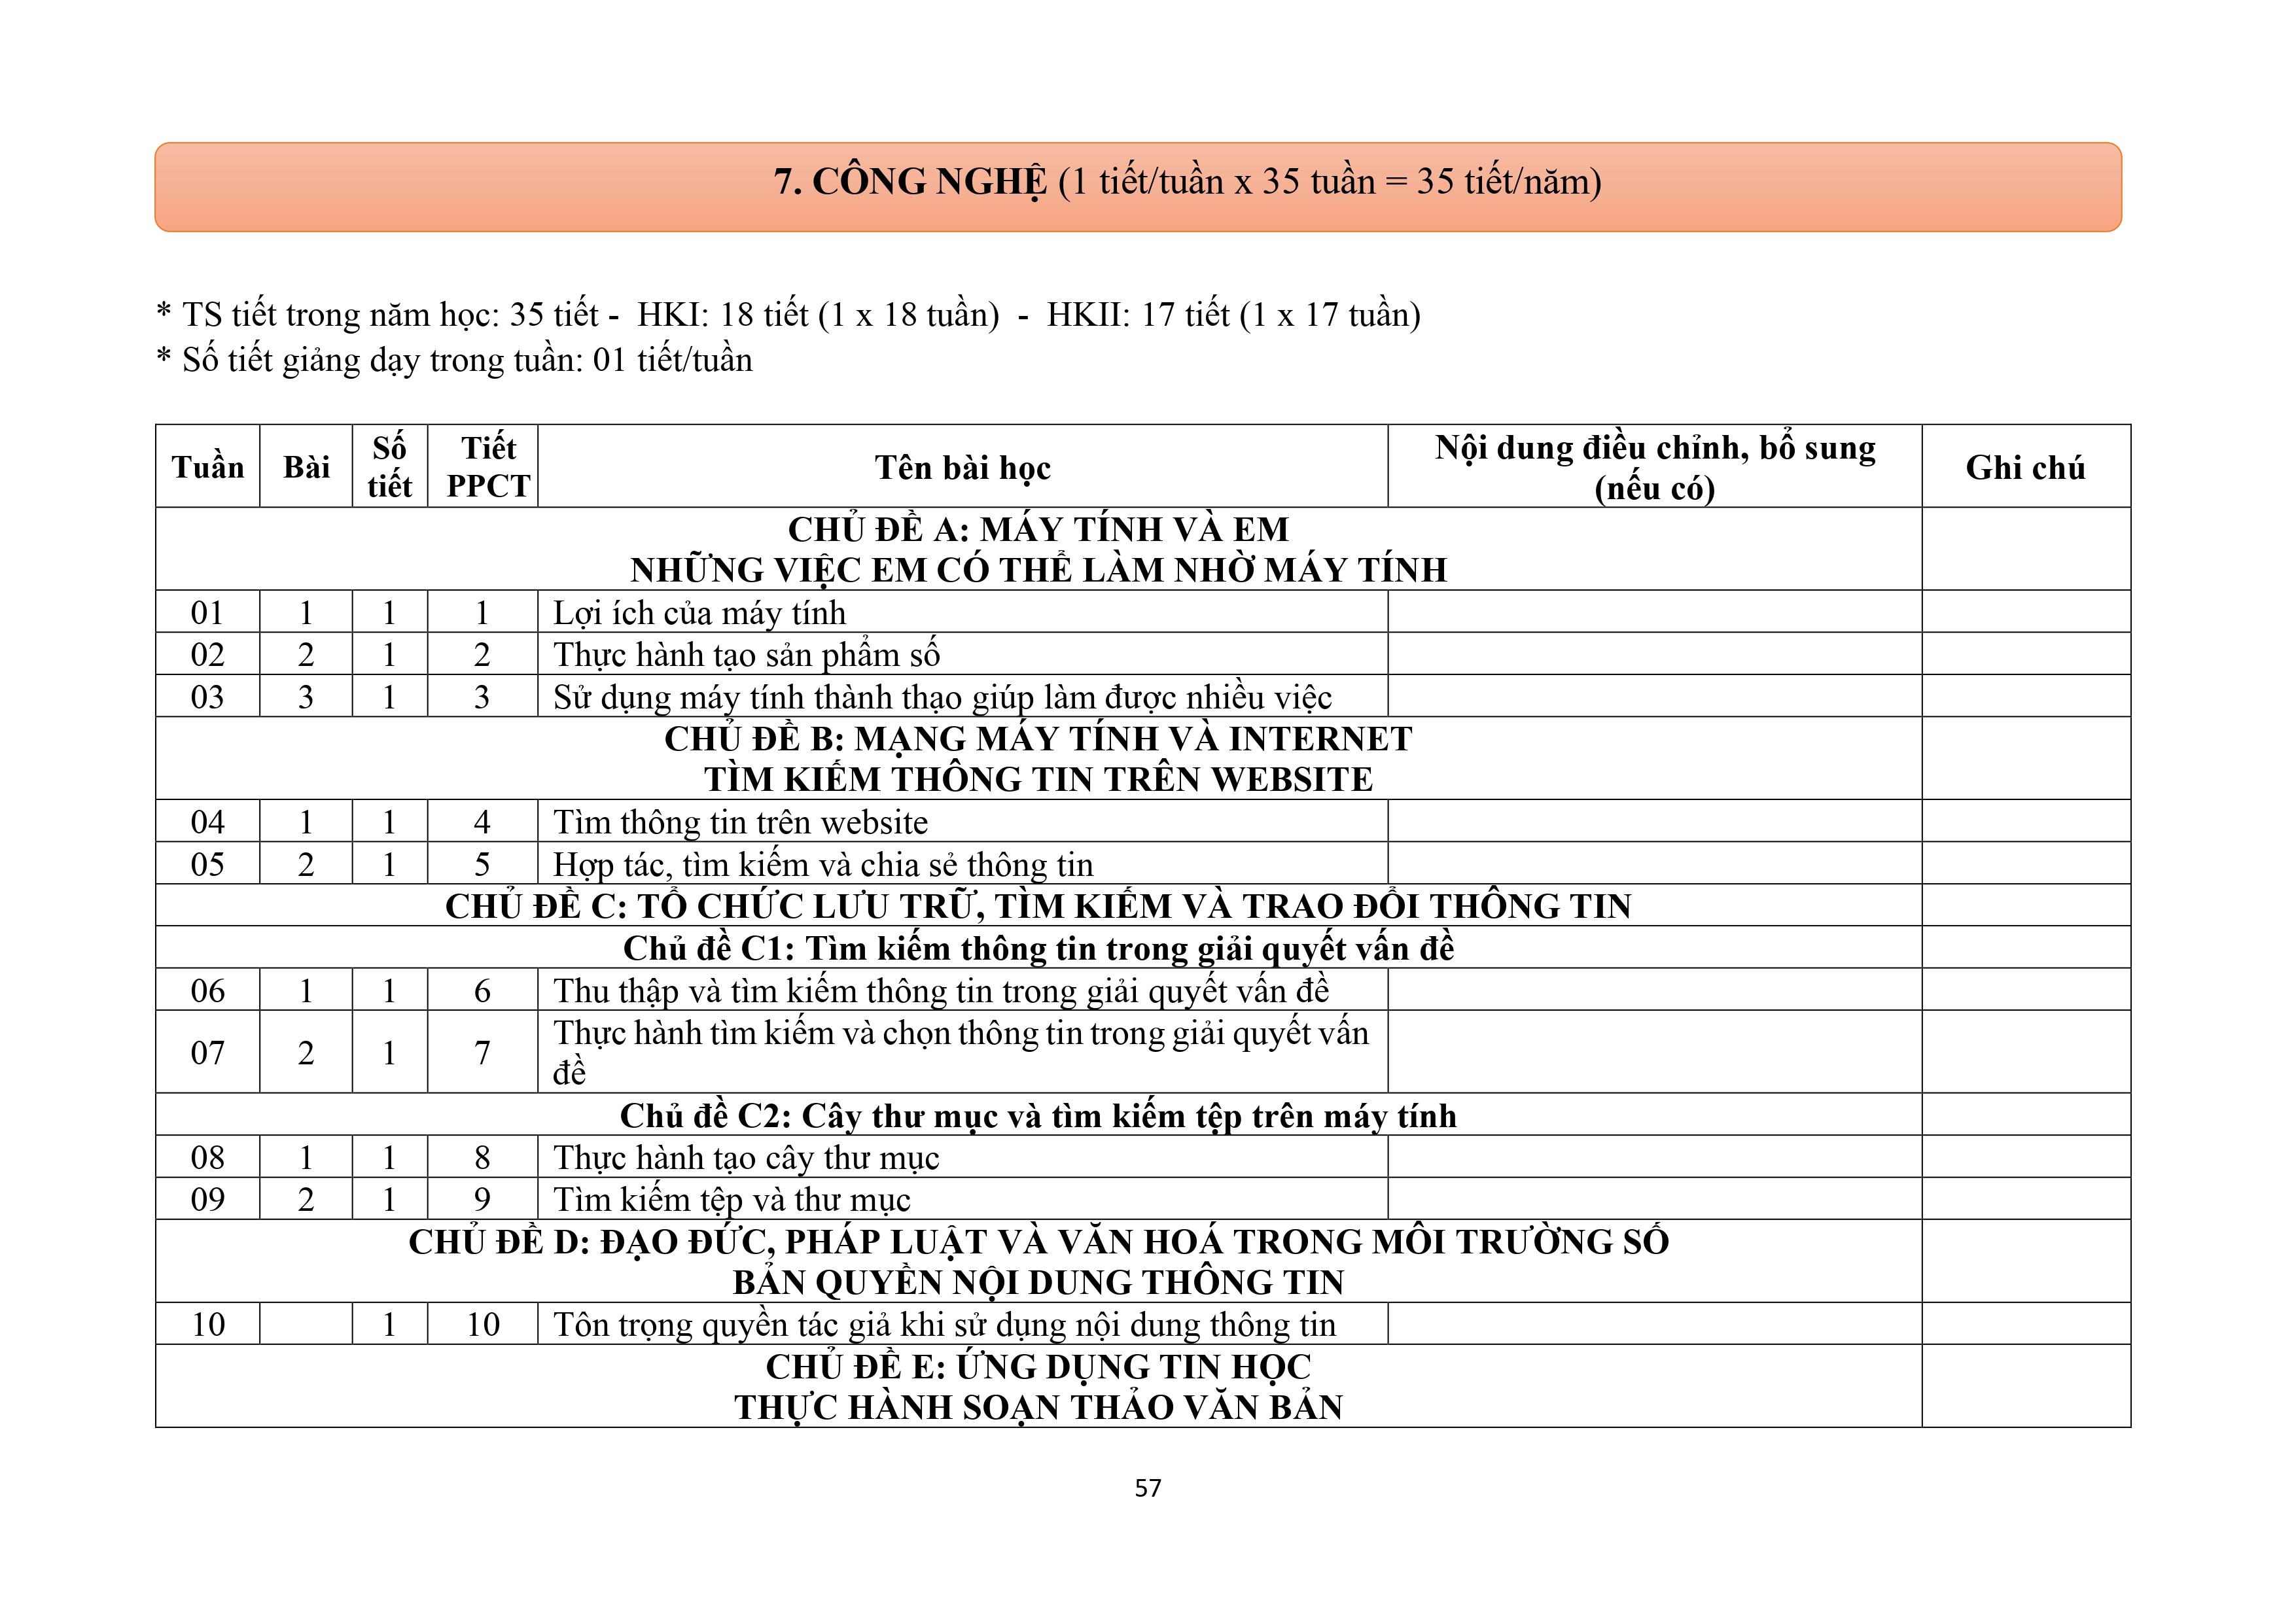 7. CÔNG NGHỆ (1 tiết/tuần x 35 tuần = 35 tiết/năm)
* TS tiết trong năm học: 35 tiết - HKI: 18 tiết (1 x 18 tuần) - HKII: 17 tiết (1 x 17 tuần)
* Số tiết giảng dạy trong tuần: 01 tiết/tuần
Tuần Bài Số tiết Tiết PPCT Tên bài học Nội dung điều chỉnh, bổ sung (nếu có) Ghi chú
CHỦ ĐỀ A: MÁY TÍNH VÀ EM
NHỮNG VIỆC EM CÓ THỂ LÀM NHỜ MÁY TÍNH
01 1 1 1 Lợi ích của máy tính
02 2 1 2 Thực hành tạo sản phẩm số
03 3 1 3 Sử dụng máy tính thành thạo giúp làm được nhiều việc
CHỦ ĐỀ B: MẠNG MÁY TÍNH VÀ INTERNET
TÌM KIẾM THÔNG TIN TRÊN WEBSITE
04 1 1 4 Tìm thông tin trên website
05 2 1 5 Hợp tác, tìm kiếm và chia sẻ thông tin
CHỦ ĐỀ C: TỔ CHỨC LƯU TRỮ, TÌM KIẾM VÀ TRAO ĐỔI THÔNG TIN
Chủ đề C1: Tìm kiếm thông tin trong giải quyết vấn đề
06 1 1 6 Thu thập và tìm kiếm thông tin trong giải quyết vấn đề
07 2 1 7 Thực hành tìm kiếm và chọn thông tin trong giải quyết vấn
đề
Chủ đề C2: Cây thư mục và tìm kiếm tệp trên máy tính
08 1 1 8 Thực hành tạo cây thư mục
09 2 1 9 Tìm kiếm tệp và thư mục
CHỦ ĐỀ D: ĐẠO ĐỨC, PHÁP LUẬT VÀ VĂN HOÁ TRONG MÔI TRƯỜNG SỐ
BẢN QUYỀN NỘI DUNG THÔNG TIN
10 1 10 Tôn trọng quyền tác giả khi sử dụng nội dung thông tin
CHỦ ĐỀ E: ỨNG DỤNG TIN HỌC
THỰC HÀNH SOẠN THẢO VĂN BẢN
57